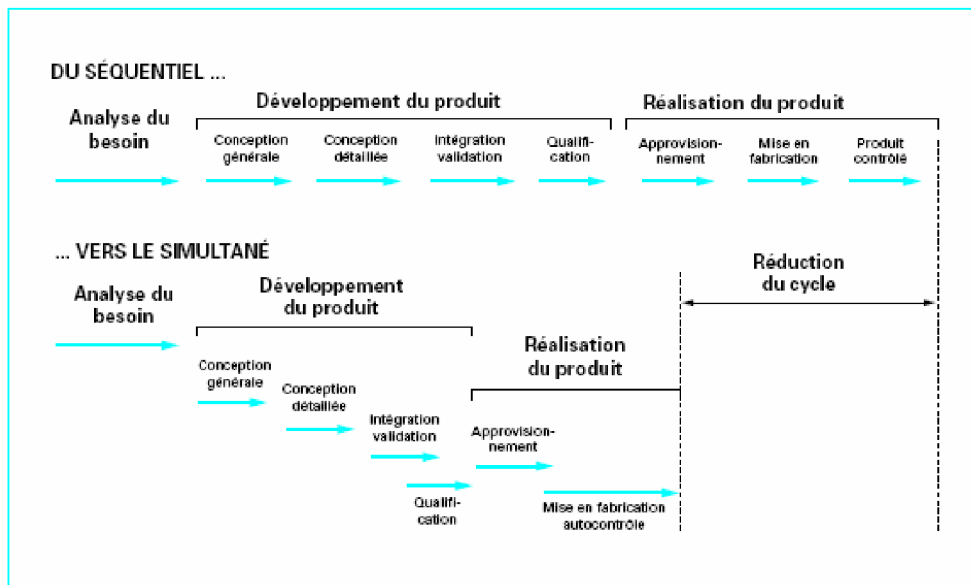 DU SÉQUENTIEL ...
Analyse du
besoin
Développement du produit
Conception
générale
Conception
détaillée
Intégration
validation
Qualifi-
cation
Réalisation du produit
Approvision-
nement
Mise en
fabrication
Produit
contrôlé
... VERS LE SIMULTANÉ
Analyse du
besoin
Développement
du produit
Conception
générale
Conception
détaillée
Intégration
validation
Qualifi-
cation
Réalisation
du produit
Approvision-
nement
Mise en fabrication
autocontrôle
Réduction
du cycle